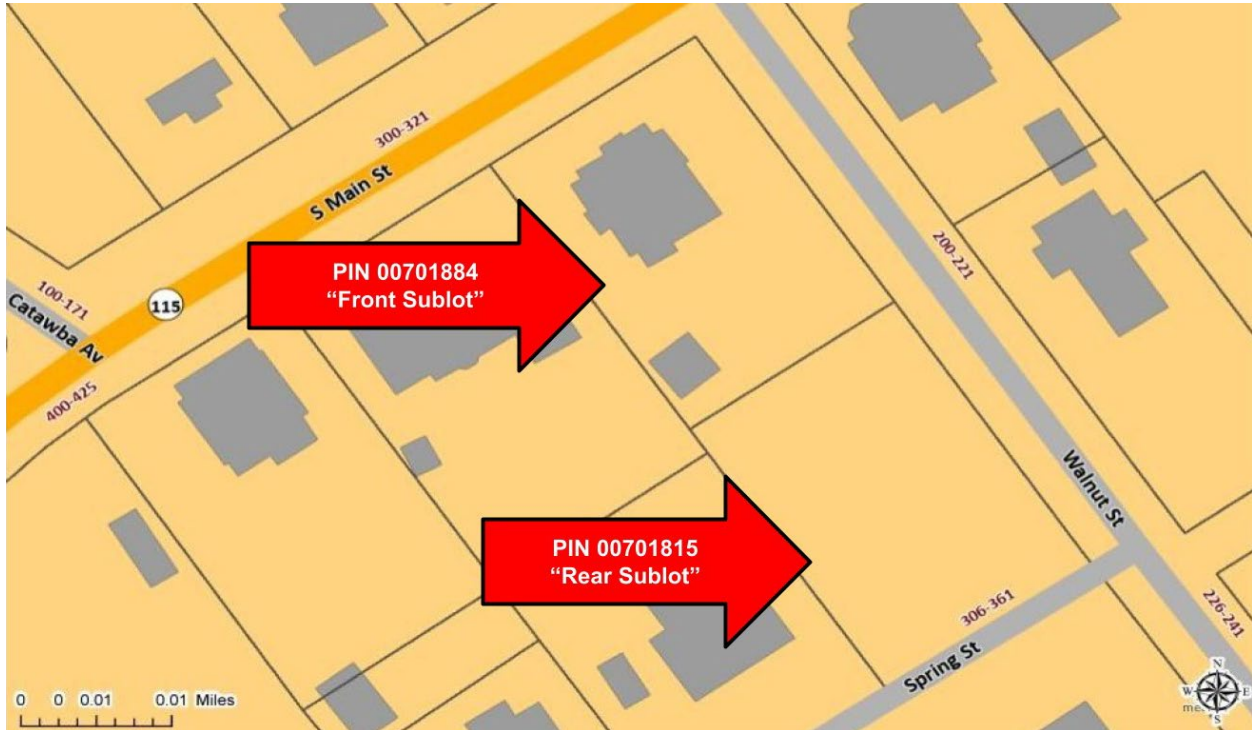 300-321
S Main St
PIN 00701884
“Front Sublot”
200-221
100-171
Catawba Av
115
400-425
Walnut St
PIN 00701815
“Rear Sublot”
306-361
226-241
Spring St
N
W
E
S
0 0 0.01 0.01 Miles